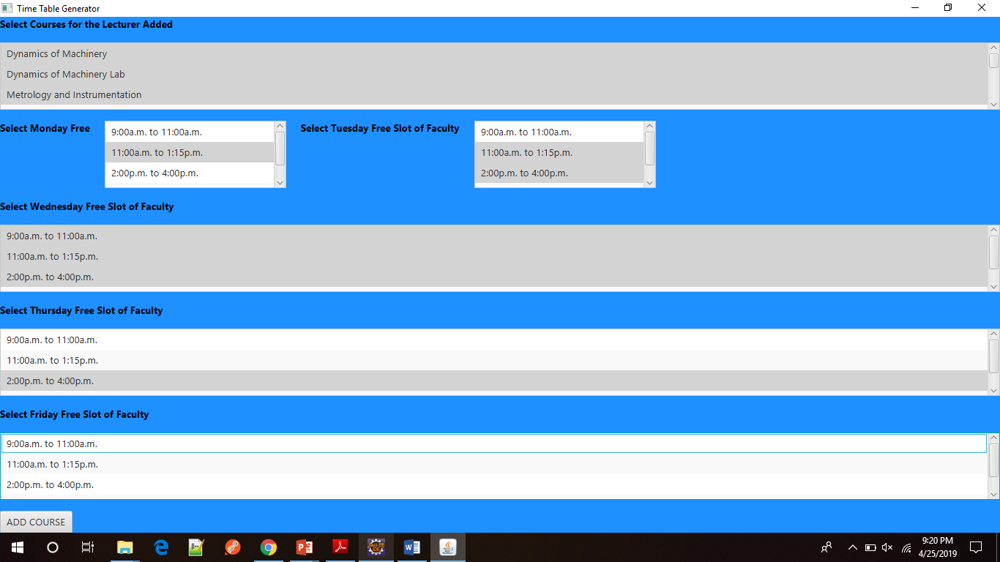 Time Table Generator
Select Courses for the Lecturer Added
Dynamics of Machinery
Dynamics of Machinery Lab
Metrology and Instrumentation
Select Monday Free
9:00a.m. to 11:00a.m.
11:00a.m. to 1:15p.m.
2:00p.m. to 4:00p.m.
Select Tuesday Free Slot of Faculty
9:00a.m. to 11:00a.m.
11:00a.m. to 1:15p.m.
2:00p.m. to 4:00p.m.
Select Wednesday Free Slot of Faculty
9:00a.m. to 11:00a.m.
11:00a.m. to 1:15p.m.
2:00p.m. to 4:00p.m.
Select Thursday Free Slot of Faculty
9:00a.m. to 11:00a.m.
11:00a.m. to 1:15p.m.
2:00p.m. to 4:00p.m.
Select Friday Free Slot of Faculty
9:00a.m. to 11:00a.m.
11:00a.m. to 1:15p.m.
2:00p.m. to 4:00p.m.
ADD COURSE
9:20 PM
4/25/2019